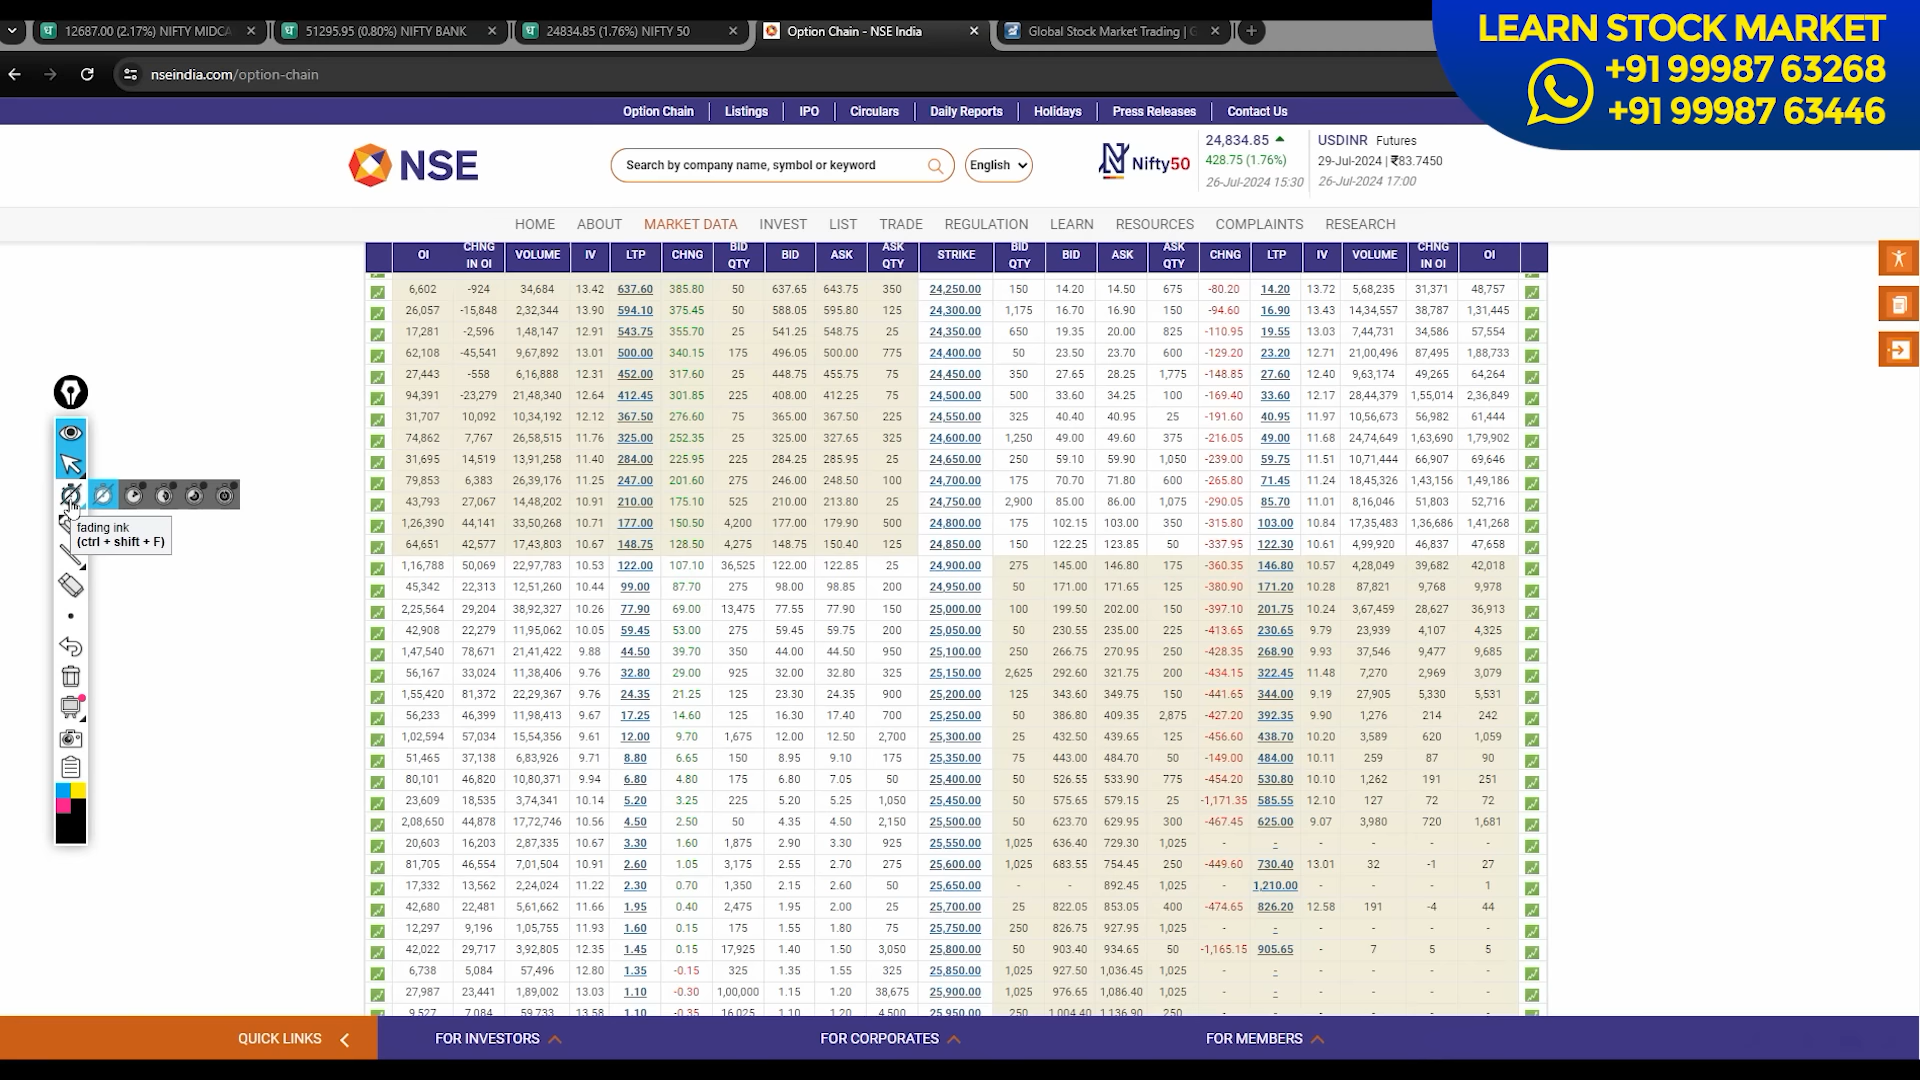 12687.00 (2.17%) NIFTY MIDCA
51295.95 (0.80%) NIFTY BANK
24834.85 (1.76%) NIFTY 50
Option Chain - NSE India
Global Stock Market Trading | G
LEARN STOCK MARKET
+91 99987 63268
+91 99987 63446
nseindia.com/option-chain
Option Chain Listings IPO Circulars Daily Reports Holidays Press Releases Contact Us
NSE
Search by company name, symbol or keyword
English
Nifty50
24,834.85
428.75 (1.76%)
26-Jul-2024 15:30
USDINR Futures
29-Jul-2024 | ₹83.7450
26-Jul-2024 17:00
HOME ABOUT MARKET DATA INVEST LIST TRADE REGULATION LEARN RESOURCES COMPLAINTS RESEARCH
OI CHNG IN OI VOLUME IV LTP CHNG BID QTY BID ASK ASK QTY STRIKE BID QTY BID ASK ASK QTY CHNG LTP IV VOLUME CHNG IN OI OI
6,602 -924 34,684 13.42 637.60 385.80 50 637.65 643.75 350 24,250.00 150 14.20 14.50 675 -80.20 14.20 13.72 5,68,235 31,371 48,757
26,057 -15,848 2,32,344 13.90 594.10 375.45 50 588.05 595.80 125 24,300.00 1,175 16.70 16.90 150 -94.60 16.90 13.43 14,34,557 38,787 1,31,445
17,281 -2,596 1,48,147 12.91 543.75 355.70 25 541.25 548.75 25 24,350.00 650 19.35 20.00 825 -110.95 19.55 13.03 7,44,731 34,586 57,554
62,108 -45,541 9,67,892 13.01 500.00 340.15 175 496.05 500.00 775 24,400.00 50 23.50 23.70 600 -129.20 23.20 12.71 21,00,496 87,495 1,88,733
27,443 -558 6,16,888 12.31 452.00 317.60 25 448.75 455.75 75 24,450.00 350 27.65 28.25 1,775 -148.85 27.60 12.40 9,63,174 49,265 64,264
94,391 -23,279 21,48,340 12.64 412.45 301.85 225 408.00 412.25 75 24,500.00 500 33.60 34.25 100 -169.40 33.60 12.17 28,44,379 1,55,014 2,36,849
31,707 10,092 10,34,192 12.12 367.50 276.60 75 365.00 367.50 225 24,550.00 325 40.40 40.95 25 -191.60 40.95 11.97 10,56,673 56,982 61,444
74,862 7,767 26,58,515 11.76 325.00 252.35 25 325.00 327.65 325 24,600.00 1,250 49.00 49.60 375 -216.05 49.00 11.68 24,74,649 1,63,690 1,79,902
31,695 14,519 13,91,258 11.40 284.00 225.95 225 284.25 285.95 25 24,650.00 250 59.10 59.90 1,050 -239.00 59.75 11.51 10,71,444 66,907 69,646
79,853 6,383 26,39,176 11.25 247.00 201.60 225 246.10 248.50 100 24,700.00 175 70.70 71.80 600 -265.80 71.45 11.24 18,45,326 1,43,156 1,49,186
43,793 27,067 14,48,202 10.91 210.00 175.10 525 210.00 213.80 25 24,750.00 2,900 85.00 86.00 1,075 -290.05 85.70 11.01 8,16,046 51,803 52,716
1,26,390 44,141 33,50,268 10.71 177.00 150.50 4,200 177.00 179.90 500 24,800.00 175 102.15 103.00 350 -315.80 103.00 10.84 17,35,483 1,36,686 1,41,268
64,651 42,577 17,43,803 10.67 148.75 128.50 4,275 148.75 150.40 125 24,850.00 150 122.25 123.85 50 -337.95 122.30 10.61 4,99,920 46,837 47,658
1,16,788 50,069 22,97,783 10.53 122.00 107.10 36,525 122.00 122.85 25 24,900.00 275 145.00 146.80 175 -360.35 146.80 10.57 4,28,049 39,682 42,018
45,342 22,313 12,51,260 10.44 99.00 87.70 275 98.00 98.85 200 24,950.00 50 171.00 171.65 125 -380.90 171.20 10.28 87,821 9,768 9,978
2,25,564 29,204 38,92,327 10.26 77.90 69.00 13,475 77.55 77.90 150 25,000.00 100 199.50 202.00 150 -397.10 201.75 10.24 3,67,459 28,627 36,913
42,908 22,279 11,95,062 10.05 59.45 53.00 275 59.45 59.75 200 25,050.00 50 230.55 235.00 225 -413.65 230.65 9.79 23,939 4,107 4,325
1,47,540 78,671 21,41,422 9.88 44.50 39.70 350 44.00 44.50 950 25,100.00 250 266.75 270.95 250 -428.35 268.90 9.93 37,546 9,477 9,685
56,167 33,024 11,38,406 9.76 32.80 29.00 925 32.00 32.80 325 25,150.00 2,625 292.60 321.75 200 -434.15 322.45 11.48 7,270 2,969 3,079
1,55,420 81,372 22,29,367 9.76 24.35 21.25 125 23.30 24.35 900 25,200.00 125 343.60 349.75 150 -441.65 344.00 9.19 27,905 5,330 5,531
56,233 46,399 11,98,413 9.67 17.25 14.60 125 16.30 17.40 700 25,250.00 50 386.80 409.35 2,875 -427.20 392.35 9.90 1,276 214 242
1,02,594 57,034 15,54,356 9.61 12.00 9.70 1,675 12.00 12.50 2,700 25,300.00 25 432.50 439.65 125 -456.60 438.70 10.20 3,589 620 1,059
51,465 37,138 6,83,926 9.71 8.80 6.65 150 8.95 9.10 175 25,350.00 75 443.00 484.70 50 -149.00 484.00 10.11 259 87 90
80,101 46,820 10,80,371 9.94 6.80 4.80 175 6.80 7.05 50 25,400.00 50 526.55 533.90 775 -454.20 530.80 10.10 1,262 191 251
23,609 18,535 3,74,341 10.14 5.20 3.25 225 5.20 5.25 1,050 25,450.00 50 575.65 579.15 25 -1,171.35 585.55 12.10 127 72 72
2,08,650 44,878 17,72,746 10.56 4.50 2.50 50 4.35 4.50 2,150 25,500.00 50 623.70 629.95 300 -467.45 625.00 9.07 3,980 720 1,681
20,603 16,203 2,87,335 10.67 3.30 1.60 1,875 2.90 3.30 925 25,550.00 1,025 636.40 729.30 1,025 - - - - - -
81,705 46,554 7,01,504 10.91 2.60 1.05 3,175 2.55 2.70 275 25,600.00 1,025 683.55 754.45 250 -449.60 730.40 13.01 32 -1 27
17,332 13,562 2,24,024 11.22 2.30 0.70 1,350 2.15 2.60 50 25,650.00 - - 892.45 1,025 - 1,210.00 - - - 1
42,680 22,481 5,61,662 11.66 1.95 0.40 2,475 1.95 2.00 25 25,700.00 25 822.05 853.05 400 -474.65 826.20 12.58 191 -4 44
12,297 9,196 1,05,755 11.93 1.60 0.15 175 1.55 1.80 75 25,750.00 250 826.75 927.95 1,025 - - - - - -
42,022 29,717 3,92,805 12.35 1.45 0.15 17,925 1.40 1.50 3,050 25,800.00 50 903.40 934.65 50 -1,165.15 905.65 - 7 5 5
6,738 5,084 57,496 12.80 1.35 -0.15 325 1.35 1.55 325 25,850.00 1,025 927.50 1,036.45 1,025 - - - - - -
27,987 23,441 1,89,002 13.03 1.10 -0.30 1,00,000 1.15 1.20 38,675 25,900.00 1,025 976.65 1,086.40 1,025 - - - - - -
9,527 7,084 59,733 13.58 1.10 -0.35 16,025 1.10 1.20 4,500 25,950.00 250 1,004.40 1,136.90 250 - - - - - -
fading ink
(ctrl + shift + F)
QUICK LINKS FOR INVESTORS FOR CORPORATES FOR MEMBERS